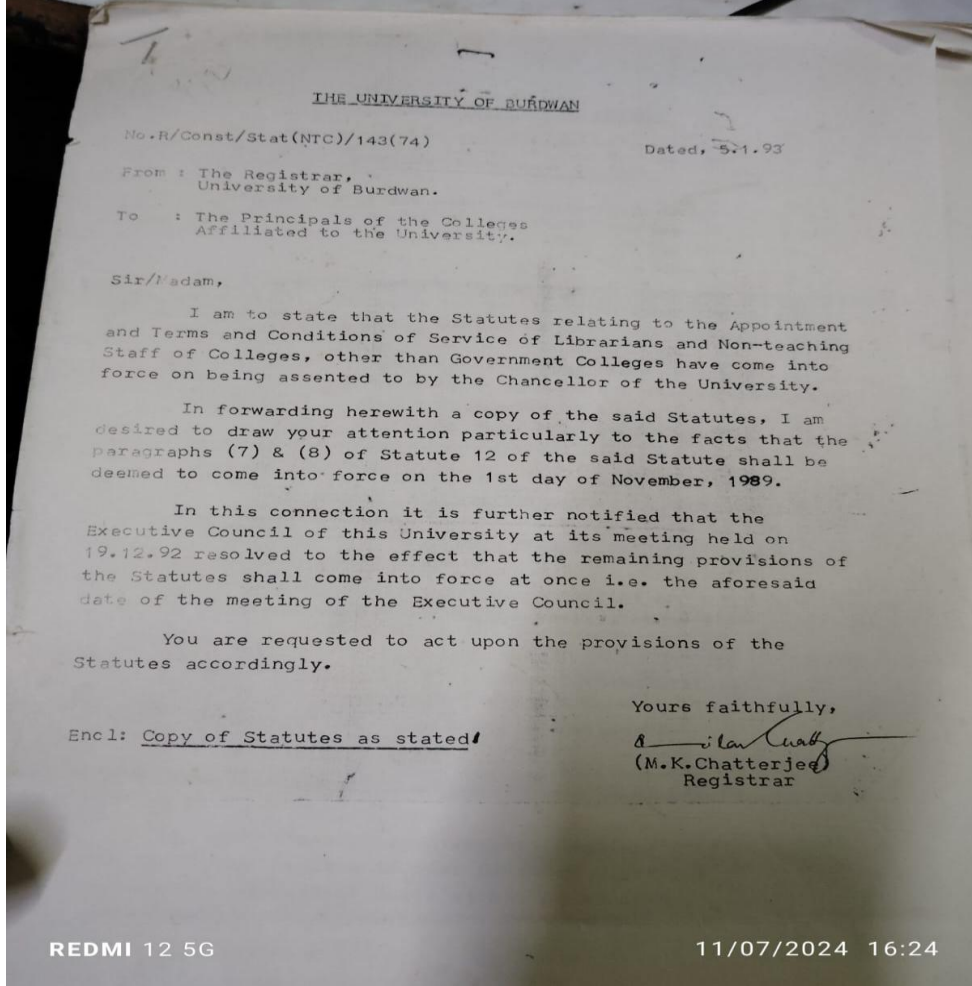 THE UNIVERSITY OF BURDWAN
No.R/Const/Stat(NTC)/143(74)
Dated, 5.1.93
From : The Registrar,
University of Burdwan.
To : The Principals of the Colleges
Affiliated to the University.
Sir/Madam,
I am to state that the Statutes relating to the Appointment
and Terms and Conditions of Service of Librarians and Non-teaching
Staff of Colleges, other than Government Colleges have come into
force on being assented to by the Chancellor of the University.
In forwarding herewith a copy of the said Statutes, I am
desired to draw your attention particularly to the facts that the
paragraphs (7) & (8) of Statute 12 of the said Statute shall be
deemed to come into force on the 1st day of November, 1989.
In this connection it is further notified that the
Executive Council of this University at its meeting held on
19.12.92 resolved to the effect that the remaining provisions of
the Statutes shall come into force at once i.e. the aforesaid
date of the meeting of the Executive Council.
You are requested to act upon the provisions of the
Statutes accordingly.
Yours faithfully,
Encl: Copy of Statutes as stated
(M.K.Chatterjee)
Registrar
REDMI 12 5G
11/07/2024 16:24